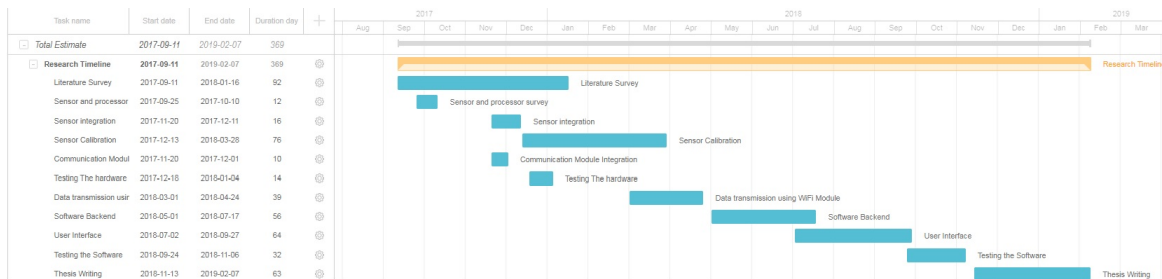 2017 2018 2019
Task name Start date End date Duration day
Aug Sep Oct Nov Dec Jan Feb Mar Apr May Jun Jul Aug Sep Oct Nov Dec Jan Feb Mar
Total Estimate 2017-09-11 2019-02-07 369
Research Timeline 2017-09-11 2019-02-07 369 Research Timeline
Literature Survey 2017-09-11 2018-01-16 92 Literature Survey
Sensor and processor 2017-09-25 2017-10-10 12 Sensor and processor survey
Sensor integration 2017-11-20 2017-12-11 16 Sensor integration
Sensor Calibration 2017-12-13 2018-03-28 76 Sensor Calibration
Communication Modul 2017-11-20 2017-12-01 10 Communication Module Integration
Testing The hardware 2017-12-18 2018-01-04 14 Testing The hardware
Data transmission usir 2018-03-01 2018-04-24 39 Data transmission using WiFi Module
Software Backend 2018-05-01 2018-07-17 56 Software Backend
User Interface 2018-07-02 2018-09-27 64 User Interface
Testing the Software 2018-09-24 2018-11-06 32 Testing the Software
Thesis Writing 2018-11-13 2019-02-07 63 Thesis Writing